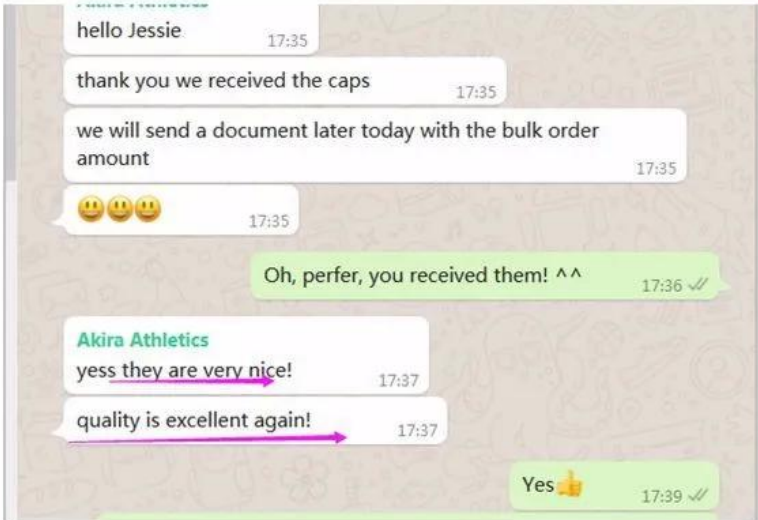 Akira Athletics
hello Jessie
17:35
thank you we received the caps
17:35
we will send a document later today with the bulk order
amount
17:35
😃😃😃
17:35
Oh, perfer, you received them! ^^
17:36
Akira Athletics
yess they are very nice!
17:37
quality is excellent again!
17:37
Yes👍
17:39